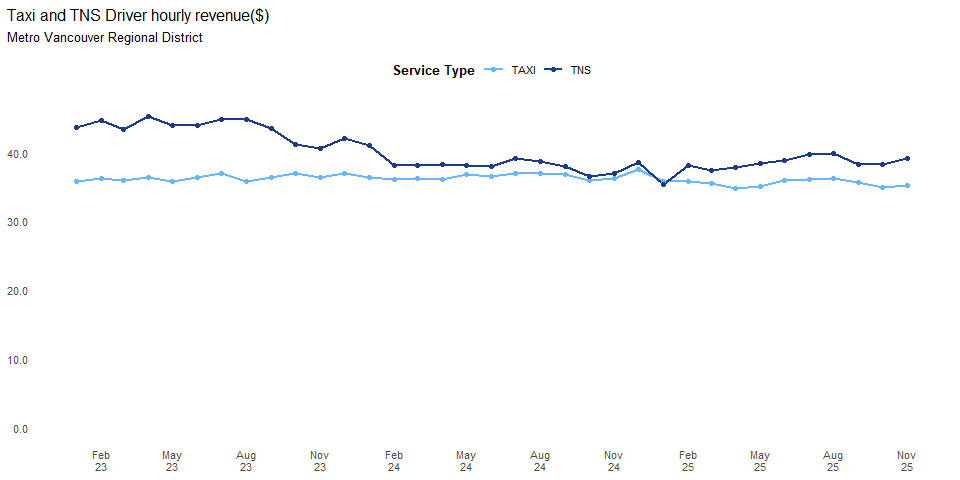 Taxi and TNS Driver hourly revenue($)
Metro Vancouver Regional District
Service Type TAXI TNS
40.0
30.0
20.0
10.0
0.0
Feb May Aug Nov Feb May Aug Nov Feb May Aug Nov
23 23 23 23 24 24 24 24 25 25 25 25